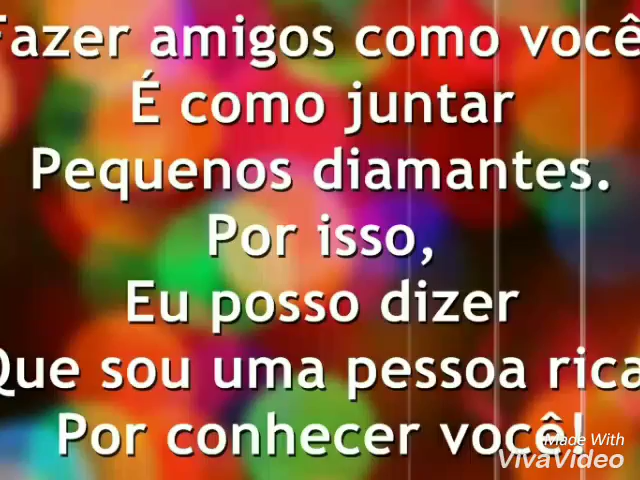 Fazer amigos como você
É como juntar
Pequenos diamantes.
Por isso,
Eu posso dizer
Que sou uma pessoa rica
Por conhecer você!
Made With
VivaVideo